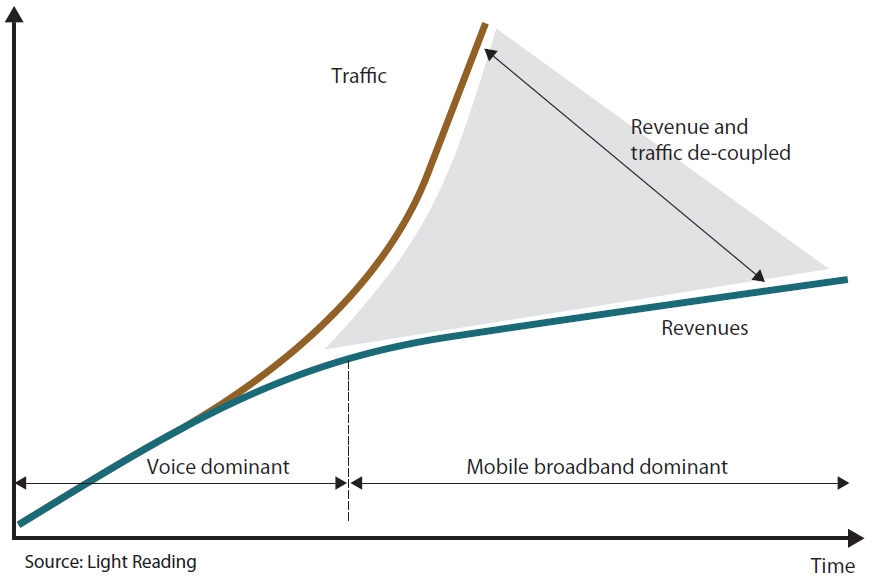 Traffic
Revenue and
traffic de-coupled
Revenues
Voice dominant
Mobile broadband dominant
Source: Light Reading
Time